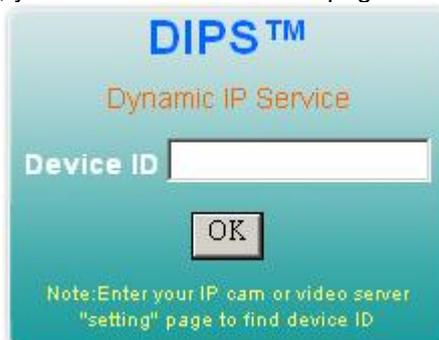 DIPS™
Dynamic IP Service
Device ID
OK
Note:Enter your IP cam or video server
"setting" page to find device ID